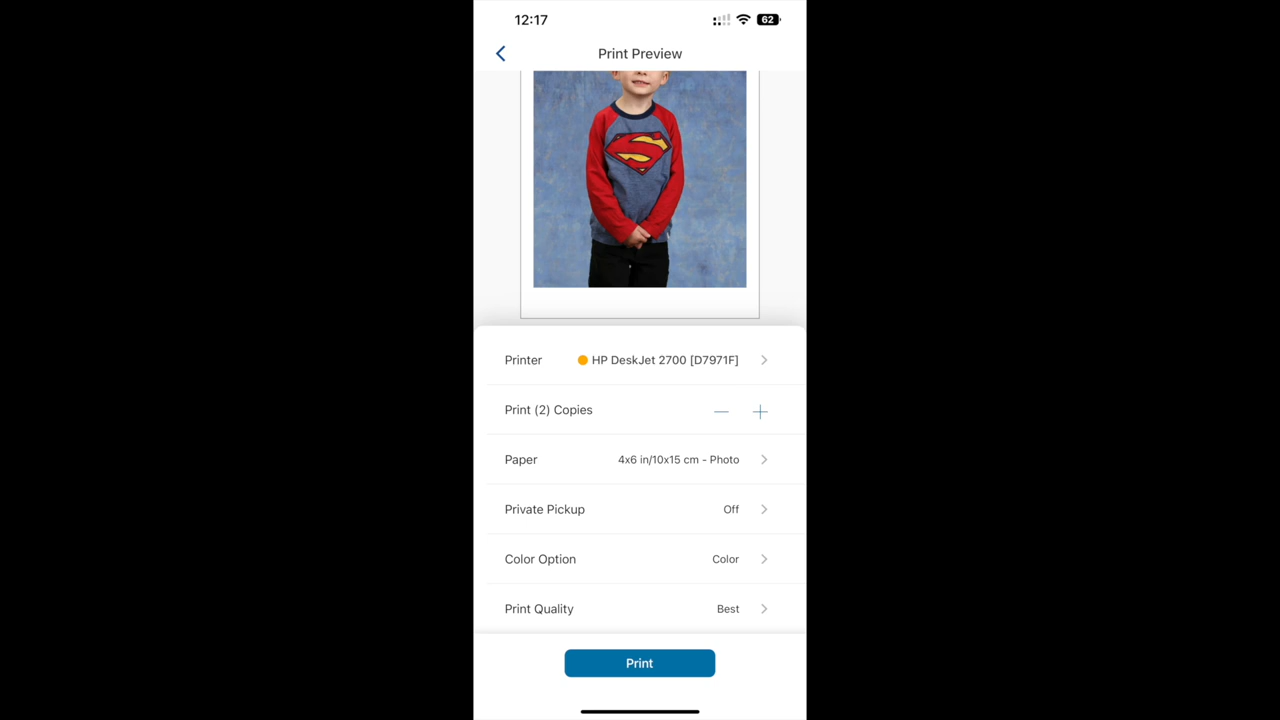 12:17
62
Print Preview
S
Printer HP DeskJet 2700 [D7971F]
Print (2) Copies
Paper 4x6 in/10x15 cm - Photo
Private Pickup Off
Color Option Color
Print Quality Best
Print